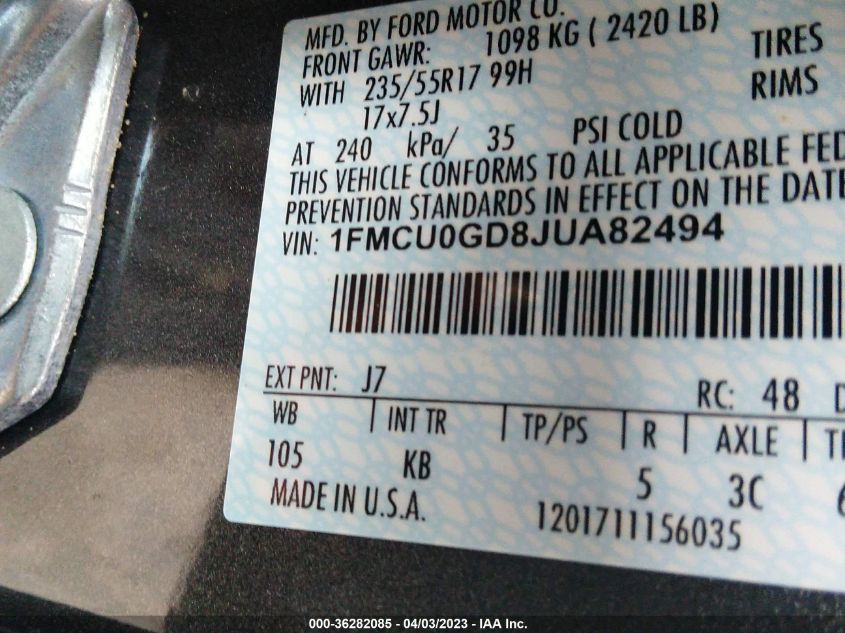 MFD. BY FORD MOTOR CO.
FRONT GAWR: 1098 KG ( 2420 LB)
TIRES
WITH 235/55R17 99H
RIMS
17x7.5J
AT 240 kPa/ 35 PSI COLD
THIS VEHICLE CONFORMS TO ALL APPLICABLE FED
PREVENTION STANDARDS IN EFFECT ON THE DATE
VIN: 1FMCU0GD8JUA82494
EXT PNT: J7 RC: 48 D
WB | INT TR | TP/PS | R | AXLE |
105 KB 5 3C 6
MADE IN U.S.A. 1201711156035
000-36282085 - 04/03/2023 - IAA Inc.